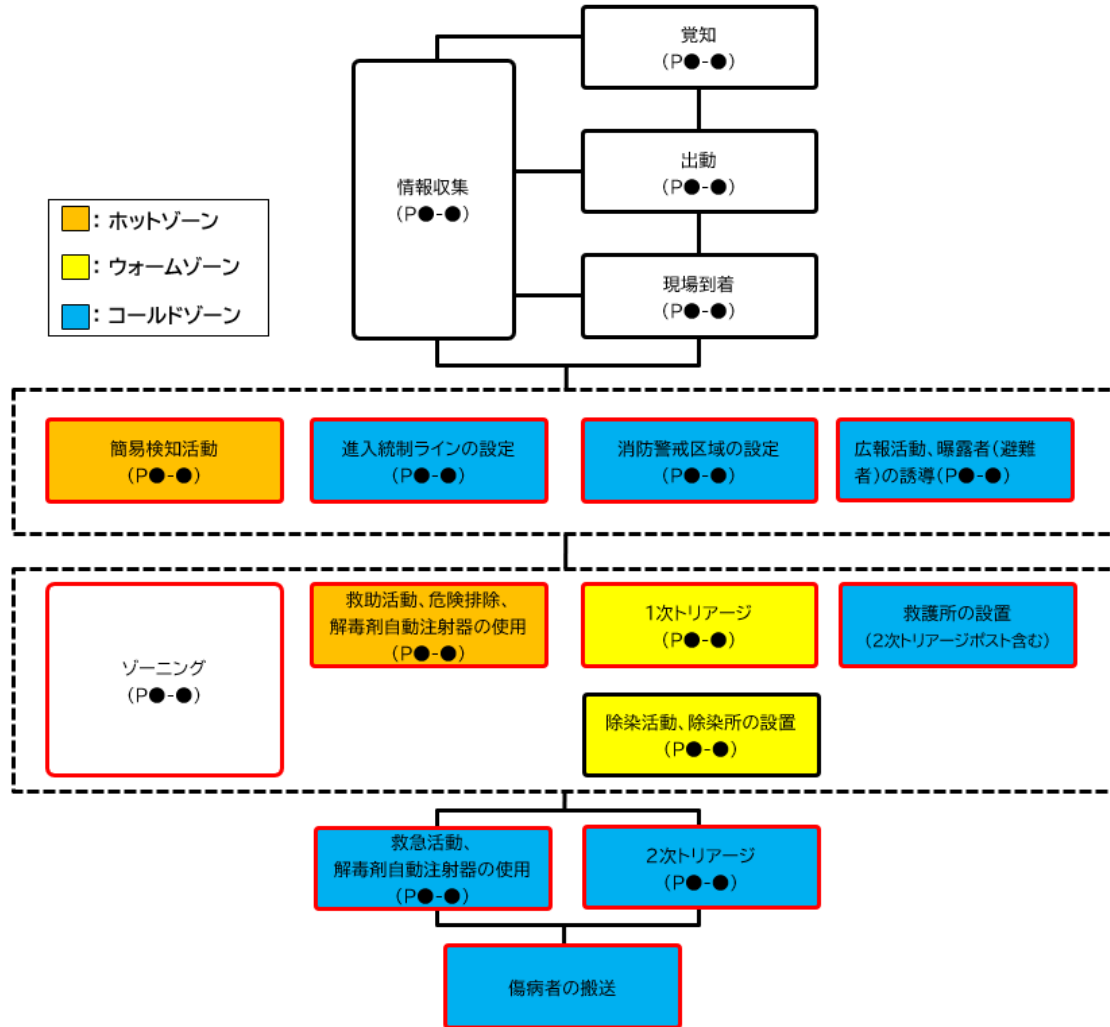 覚知
(P●-●)
情報収集
(P●-●)
出動
(P●-●)
現場到着
(P●-●)
：ホットゾーン
：ウォームゾーン
：コールドゾーン
簡易検知活動
(P●-●)
進入統制ラインの設定
(P●-●)
消防警戒区域の設定
(P●-●)
広報活動、曝露者(避難
者)の誘導(P●-●)
ゾーニング
(P●-●)
救助活動、危険排除、
解毒剤自動注射器の使用
(P●-●)
1次トリアージ
(P●-●)
救護所の設置
(2次トリアージポスト含む)
除染活動、除染所の設置
(P●-●)
救急活動、
解毒剤自動注射器の使用
(P●-●)
2次トリアージ
(P●-●)
傷病者の搬送